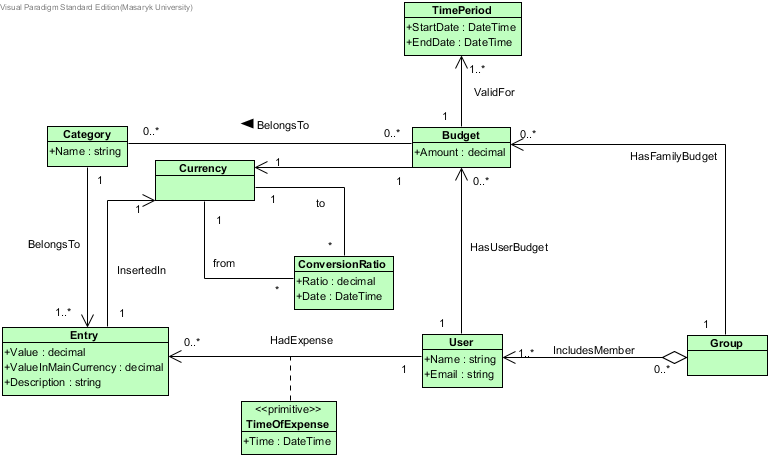 Visual Paradigm Standard Edition(Masaryk University)
TimePeriod
+StartDate : DateTime
+EndDate : DateTime
1..*
ValidFor
1
BelongsTo
0..*
0..*
Category
+Name : string
Budget
+Amount : decimal
0..*
HasFamilyBudget
Currency
1
1
1
1
0..*
1
to
1
BelongsTo
HasUserBudget
InsertedIn
from
*
ConversionRatio
+Ratio : decimal
+Date : DateTime
*
1..*
1
1
1
Entry
+Value : decimal
+ValueInMainCurrency : decimal
+Description : string
0..*
HadExpense
1
User
+Name : string
+Email : string
1..*
IncludesMember
0..*
Group
<<primitive>>
TimeOfExpense
+Time : DateTime